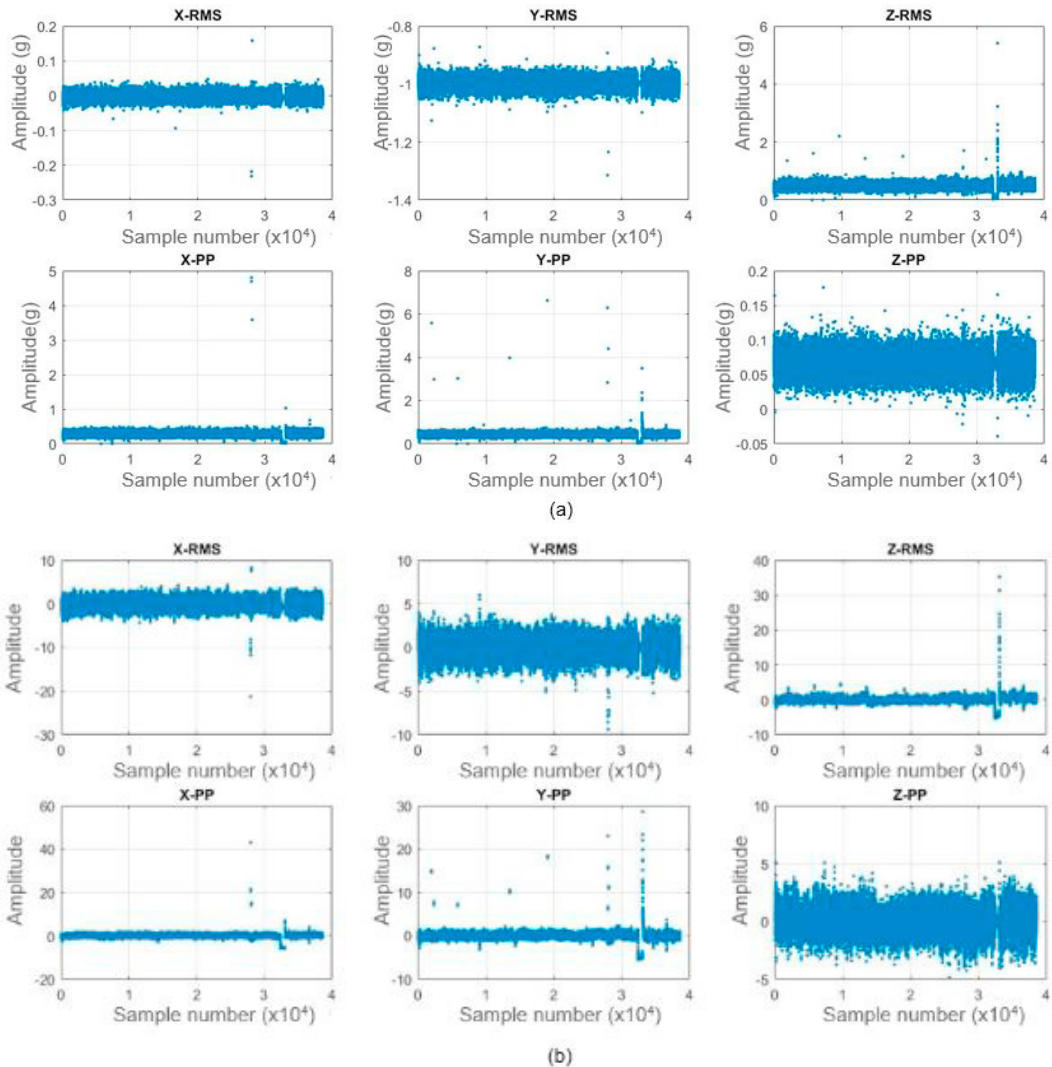 X-RMS Y-RMS Z-RMS
0.2 0.1 0 -0.1 -0.2 -0.3 Amplitude (g) -0.8 -1 -1.2 -1.4 Amplitude (g) 6 4 2 0 Amplitude (g)
0 1 2 3 4 0 1 2 3 4 0 1 2 3 4
Sample number (x10⁴) Sample number (x10⁴) Sample number (x10⁴)
X-PP Y-PP Z-PP
5 4 3 2 1 0 Amplitude(g) 8 6 4 2 0 Amplitude(g) 0.2 0.15 0.1 0.05 0 -0.05 Amplitude (g)
0 1 2 3 4 0 1 2 3 4 0 1 2 3 4
Sample number (x10⁴) Sample number (x10⁴) Sample number (x10⁴)
(a)
X-RMS Y-RMS Z-RMS
10 0 -10 -20 -30 Amplitude 10 5 0 -5 -10 Amplitude 40 30 20 10 0 -10 Amplitude
0 1 2 3 4 0 1 2 3 4 0 1 2 3 4
Sample number (x10⁴) Sample number (x10⁴) Sample number (x10⁴)
X-PP Y-PP Z-PP
60 40 20 0 -20 Amplitude 30 20 10 0 -10 Amplitude 10 5 0 -5 Amplitude
0 1 2 3 4 0 1 2 3 4 0 1 2 3 4
Sample number (x10⁴) Sample number (x10⁴) Sample number (x10⁴)
(b)